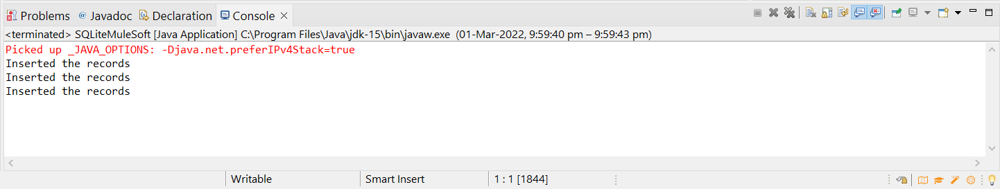 Problems @ Javadoc Declaration Console
<terminated> SQLiteMuleSoft [Java Application] C:\Program Files\Java\jdk-15\bin\javaw.exe (01-Mar-2022, 9:59:40 pm – 9:59:43 pm)
Picked up _JAVA_OPTIONS: -Djava.net.preferIPv4Stack=true
Inserted the records
Inserted the records
Inserted the records
Writable Smart Insert 1 : 1 [1844]